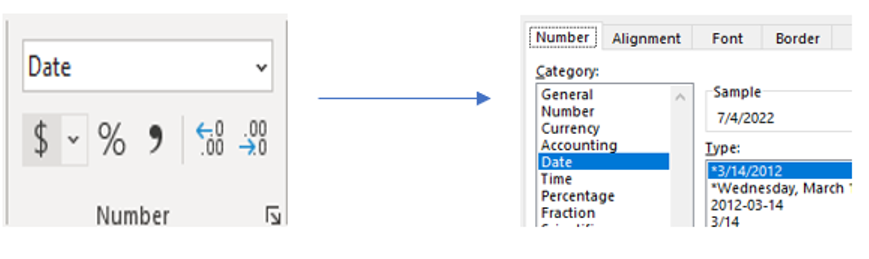 Date
$ % , ←.0 .00 .00 →.0
Number
Number Alignment Font Border
Category:
General
Number
Currency
Accounting
Date
Time
Percentage
Fraction
Sample
7/4/2022
Type:
*3/14/2012
*Wednesday, March
2012-03-14
3/14